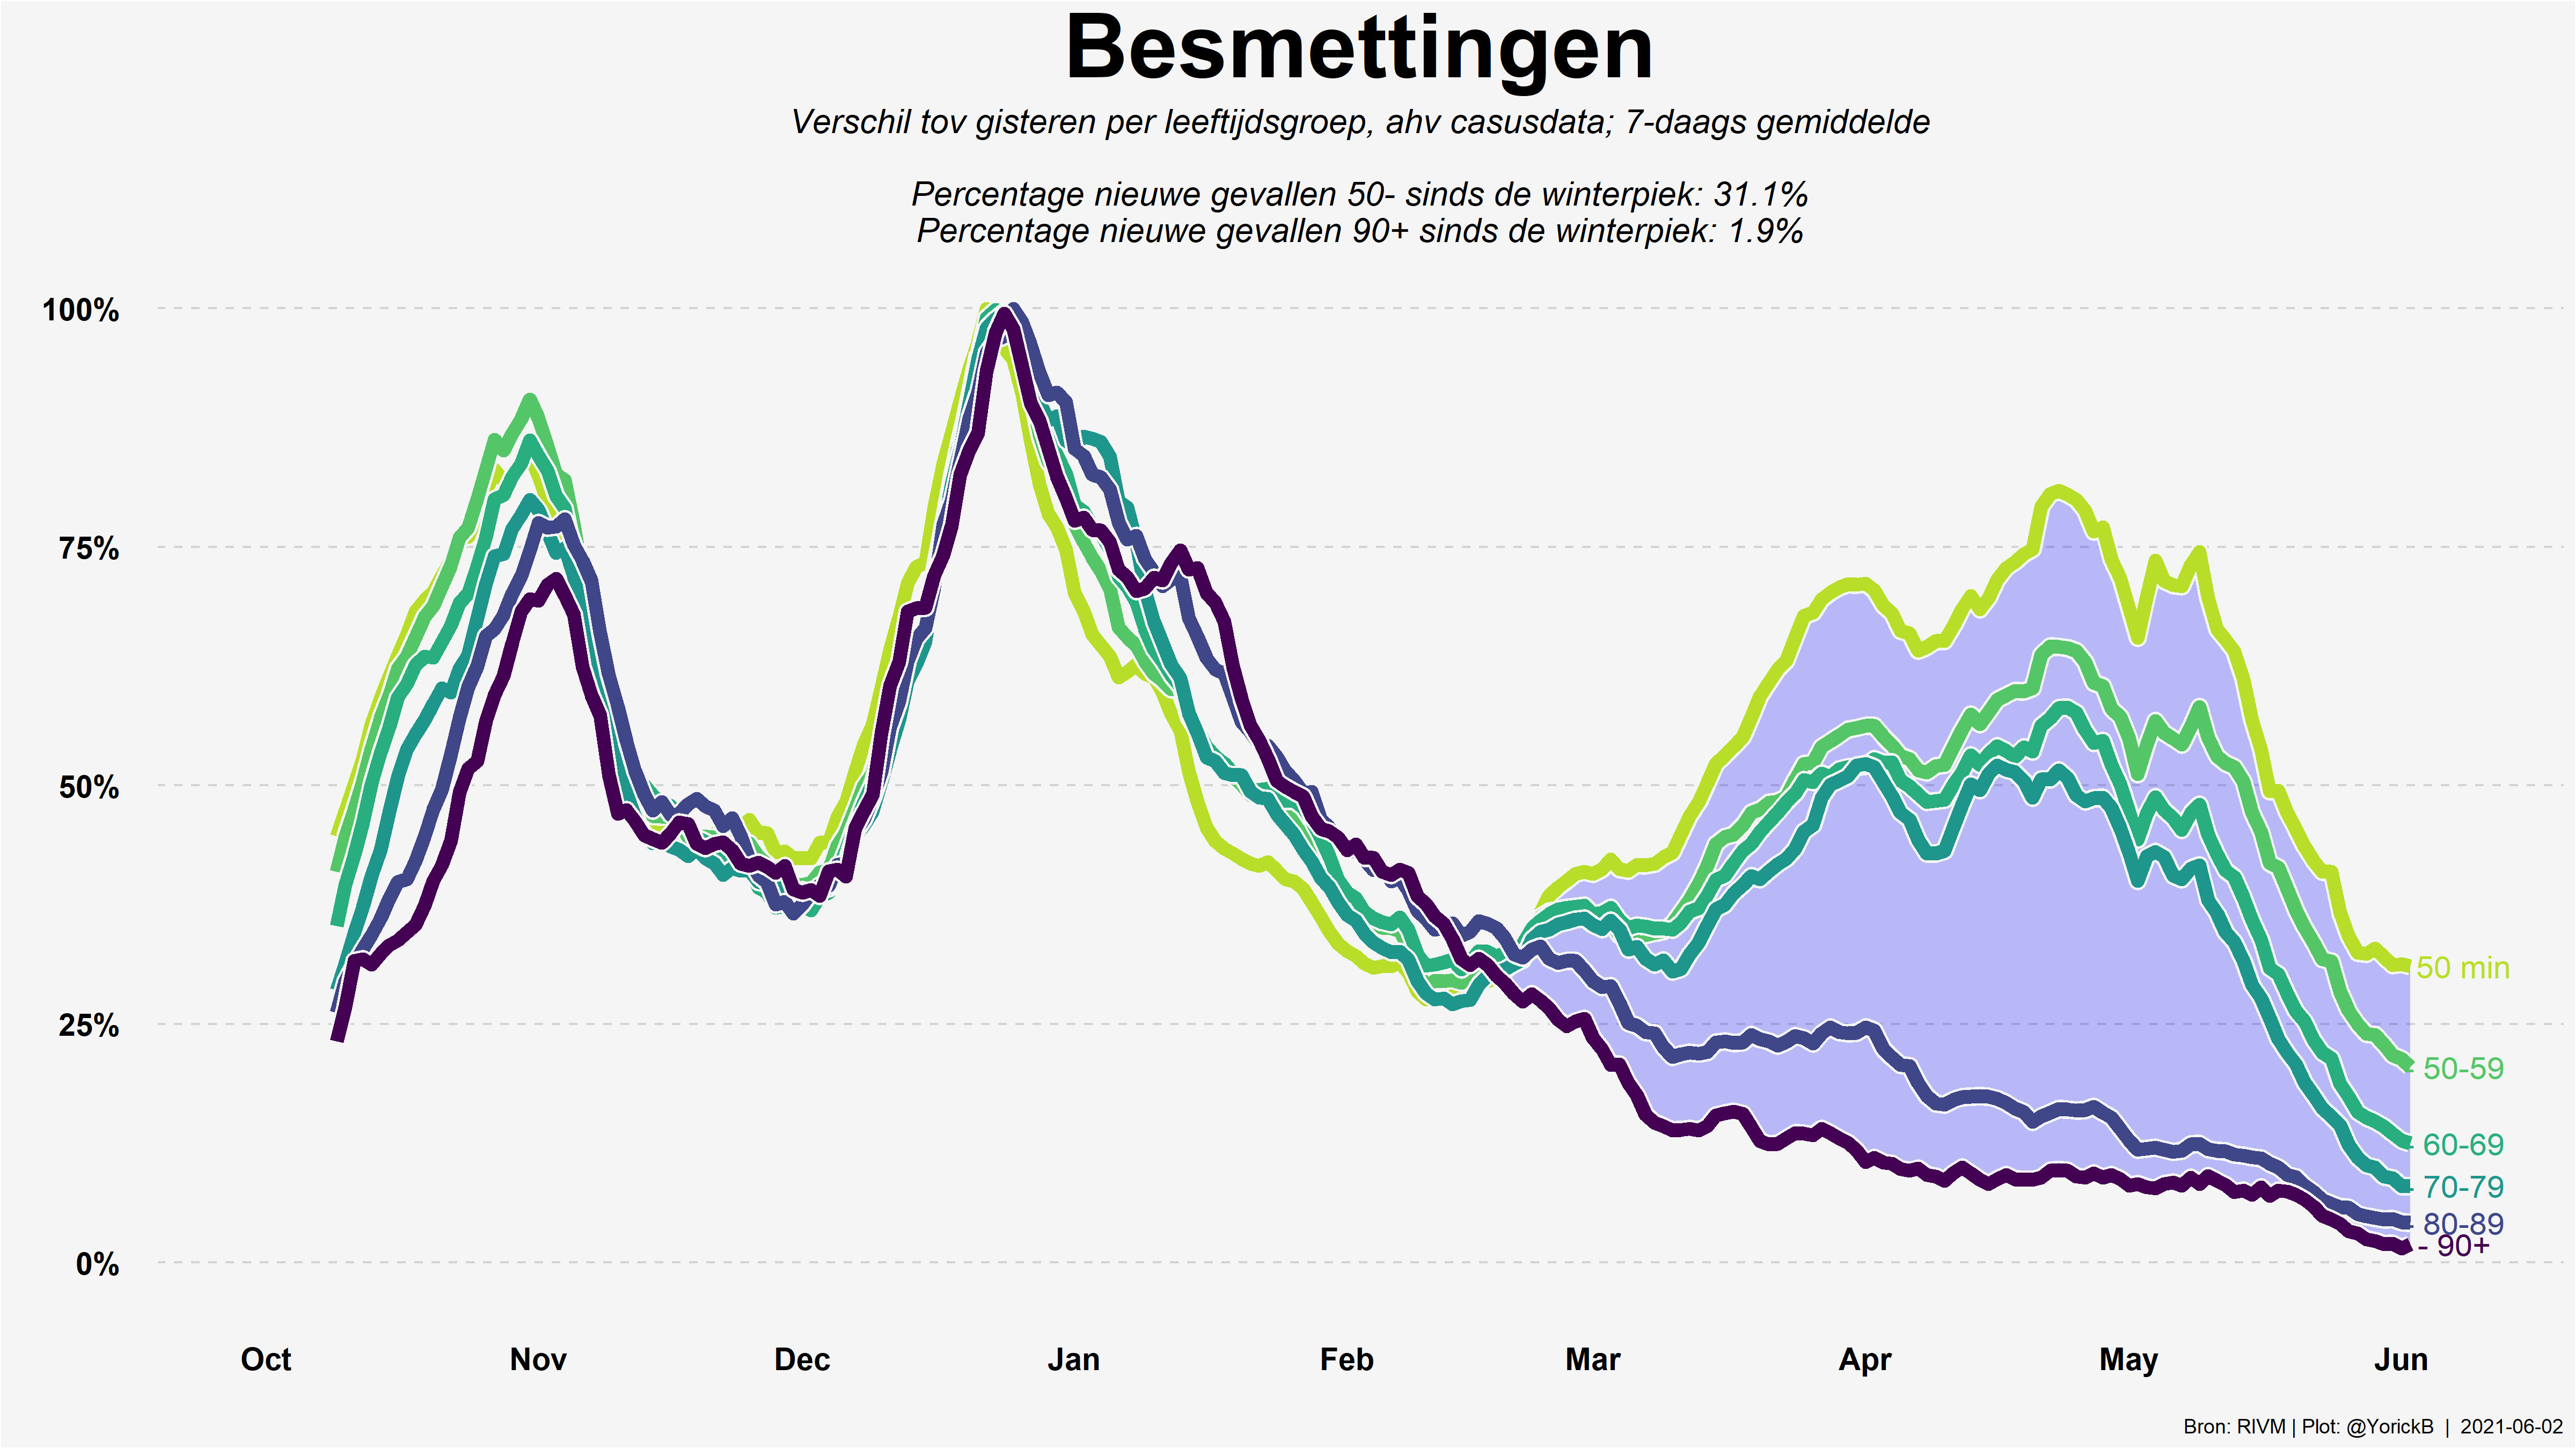 Besmettingen
Verschil tov gisteren per leeftijdsgroep, ahv casusdata; 7-daags gemiddelde
Percentage nieuwe gevallen 50- sinds de winterpiek: 31.1%
Percentage nieuwe gevallen 90+ sinds de winterpiek: 1.9%
100%
75%
50%
25%
0%
50 min
- 50-59
- 60-69
- 70-79
- 80-89
- 90+
Oct Nov Dec Jan Feb Mar Apr May Jun
Bron: RIVM | Plot: @YorickB | 2021-06-02